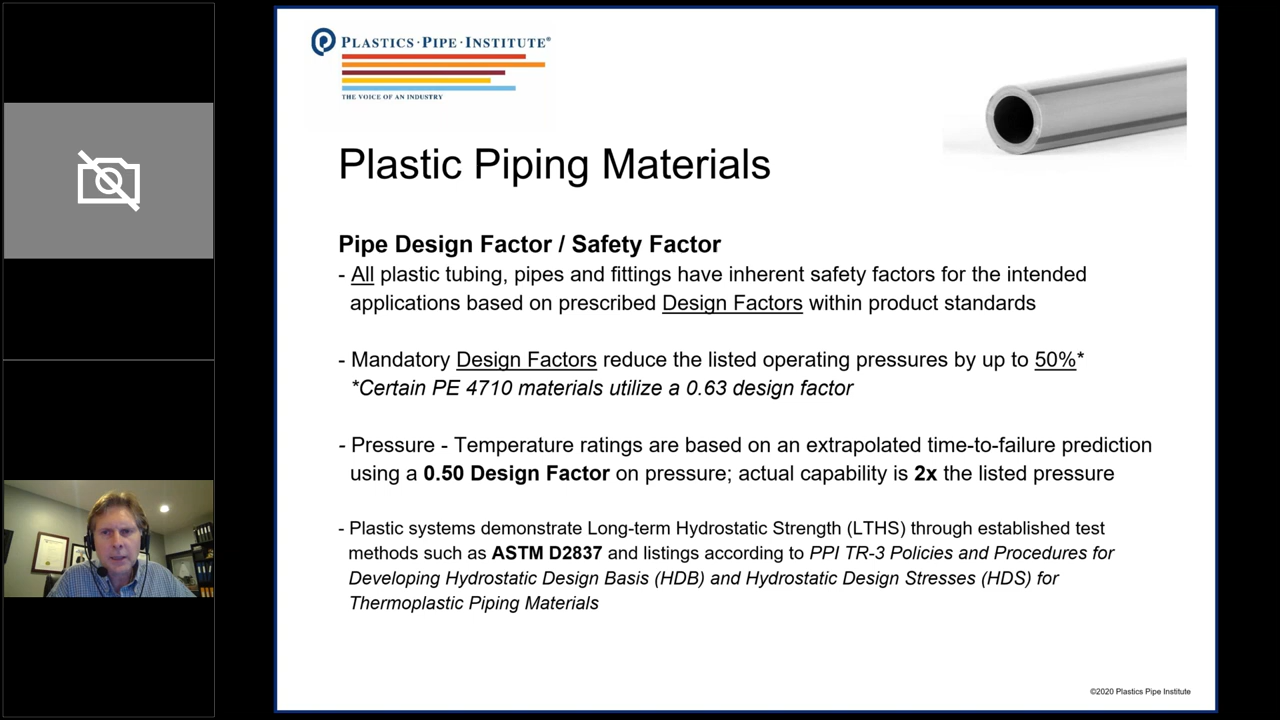 PLASTICS·PIPE·INSTITUTE®
THE VOICE OF AN INDUSTRY
Plastic Piping Materials
Pipe Design Factor / Safety Factor
- All plastic tubing, pipes and fittings have inherent safety factors for the intended
applications based on prescribed Design Factors within product standards
- Mandatory Design Factors reduce the listed operating pressures by up to 50%*
*Certain PE 4710 materials utilize a 0.63 design factor
- Pressure - Temperature ratings are based on an extrapolated time-to-failure prediction
using a 0.50 Design Factor on pressure; actual capability is 2x the listed pressure
- Plastic systems demonstrate Long-term Hydrostatic Strength (LTHS) through established test
methods such as ASTM D2837 and listings according to PPI TR-3 Policies and Procedures for
Developing Hydrostatic Design Basis (HDB) and Hydrostatic Design Stresses (HDS) for
Thermoplastic Piping Materials
©2020 Plastics Pipe Institute